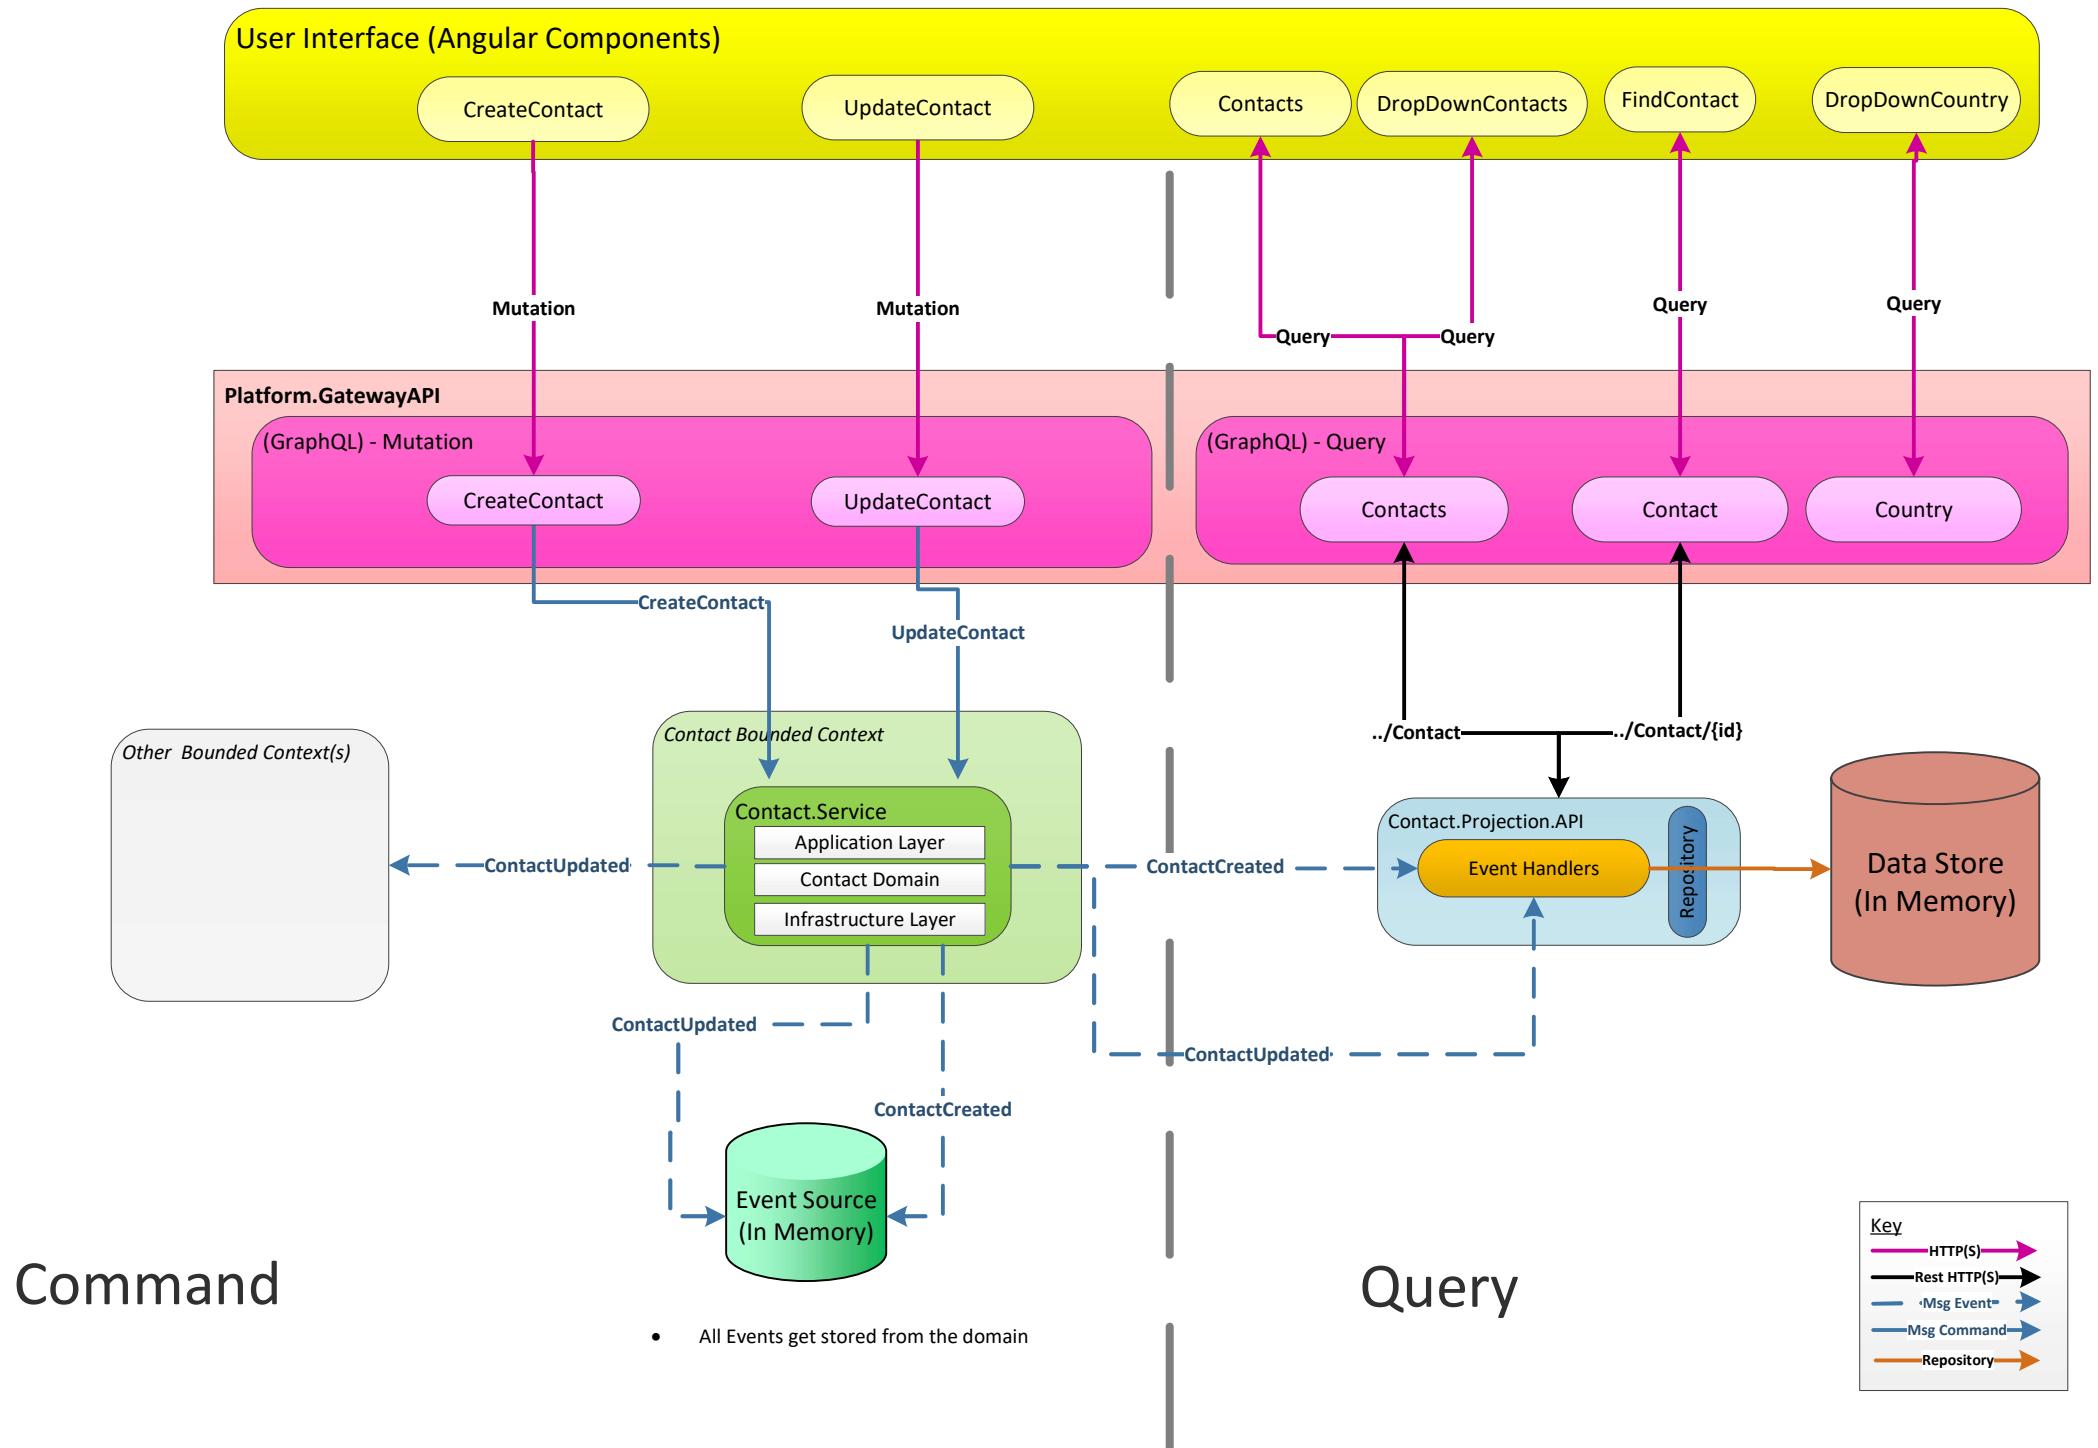 User Interface (Angular Components)
CreateContact
UpdateContact
Contacts
DropDownContacts
FindContact
DropDownCountry
Mutation
Mutation
Query
Query
Query
Query
Platform.GatewayAPI
(GraphQL) - Mutation
(GraphQL) - Query
CreateContact
UpdateContact
Contacts
Contact
Country
CreateContact
UpdateContact
../Contact
../Contact/{id}
Other  Bounded Context(s)
Contact Bounded Context
Contact.Service
Application Layer
Contact Domain
Infrastructure Layer
ContactUpdated
ContactCreated
Contact.Projection.API
Event Handlers
Repository
Data Store
(In Memory)
ContactUpdated
ContactUpdated
ContactCreated
Event Source
(In Memory)
Command
Query
• All Events get stored from the domain
Key
HTTP(S)
Rest HTTP(S)
Msg Event
Msg Command
Repository